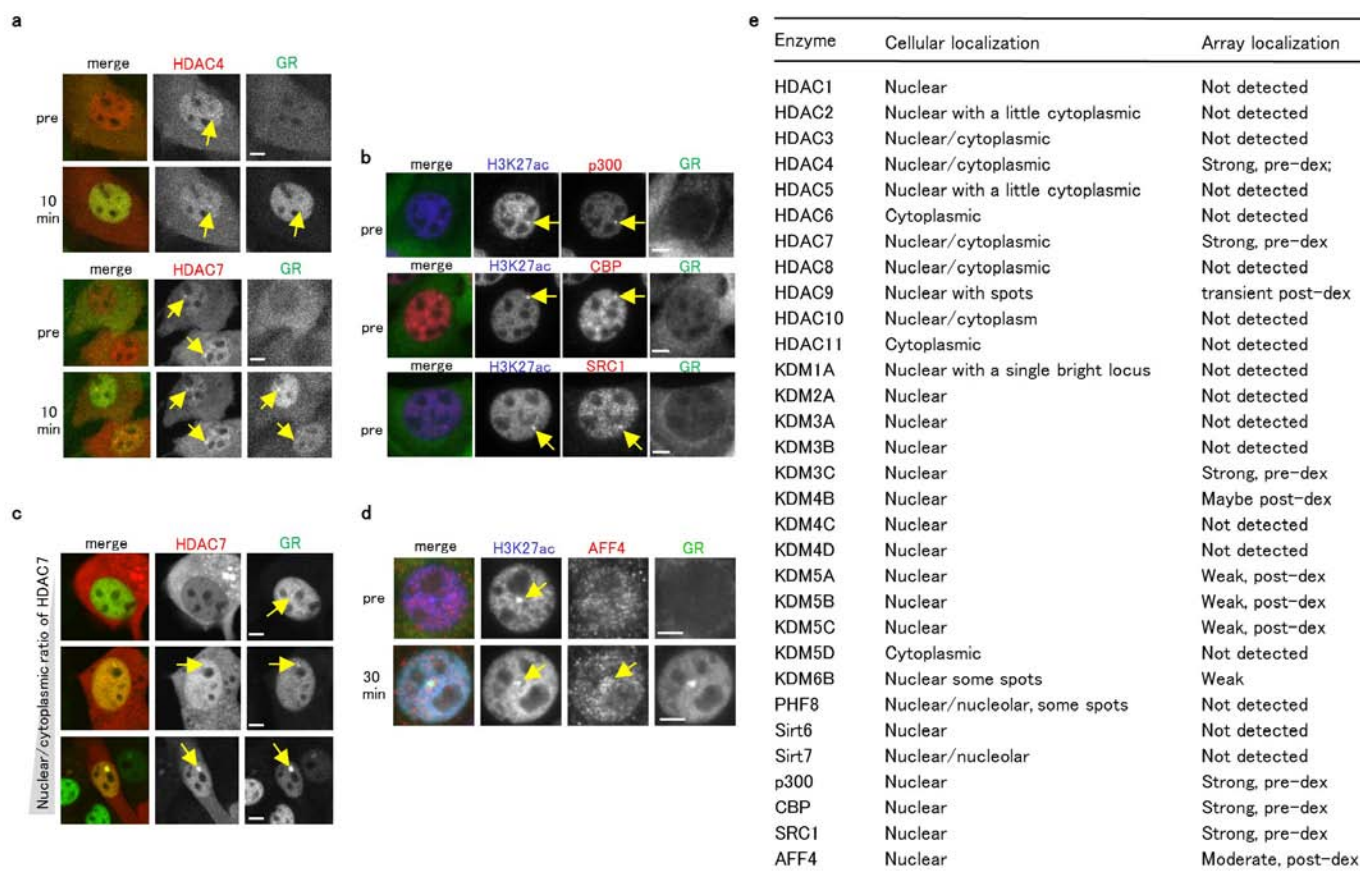 a
merge HDAC4 GR
pre
10
min
merge HDAC7 GR
pre
10
min
b
merge H3K27ac p300 GR
pre
merge H3K27ac CBP GR
pre
merge H3K27ac SRC1 GR
pre
c
merge HDAC7 GR
Nuclear/cytoplasmic ratio of HDAC7
d
merge H3K27ac AFF4 GR
pre
30
min
e
Enzyme Cellular localization Array localization
HDAC1 Nuclear Not detected
HDAC2 Nuclear with a little cytoplasmic Not detected
HDAC3 Nuclear/cytoplasmic Not detected
HDAC4 Nuclear/cytoplasmic Strong, pre-dex;
HDAC5 Nuclear with a little cytoplasmic Not detected
HDAC6 Cytoplasmic Not detected
HDAC7 Nuclear/cytoplasmic Strong, pre-dex
HDAC8 Nuclear/cytoplasmic Not detected
HDAC9 Nuclear with spots transient post-dex
HDAC10 Nuclear/cytoplasm Not detected
HDAC11 Cytoplasmic Not detected
KDM1A Nuclear with a single bright locus Not detected
KDM2A Nuclear Not detected
KDM3A Nuclear Not detected
KDM3B Nuclear Not detected
KDM3C Nuclear Strong, pre-dex
KDM4B Nuclear Maybe post-dex
KDM4C Nuclear Not detected
KDM4D Nuclear Not detected
KDM5A Nuclear Weak, post-dex
KDM5B Nuclear Weak, post-dex
KDM5C Nuclear Weak, post-dex
KDM5D Cytoplasmic Not detected
KDM6B Nuclear some spots Weak
PHF8 Nuclear/nucleolar, some spots Not detected
Sirt6 Nuclear Not detected
Sirt7 Nuclear/nucleolar Not detected
p300 Nuclear Strong, pre-dex
CBP Nuclear Strong, pre-dex
SRC1 Nuclear Strong, pre-dex
AFF4 Nuclear Moderate, post-dex